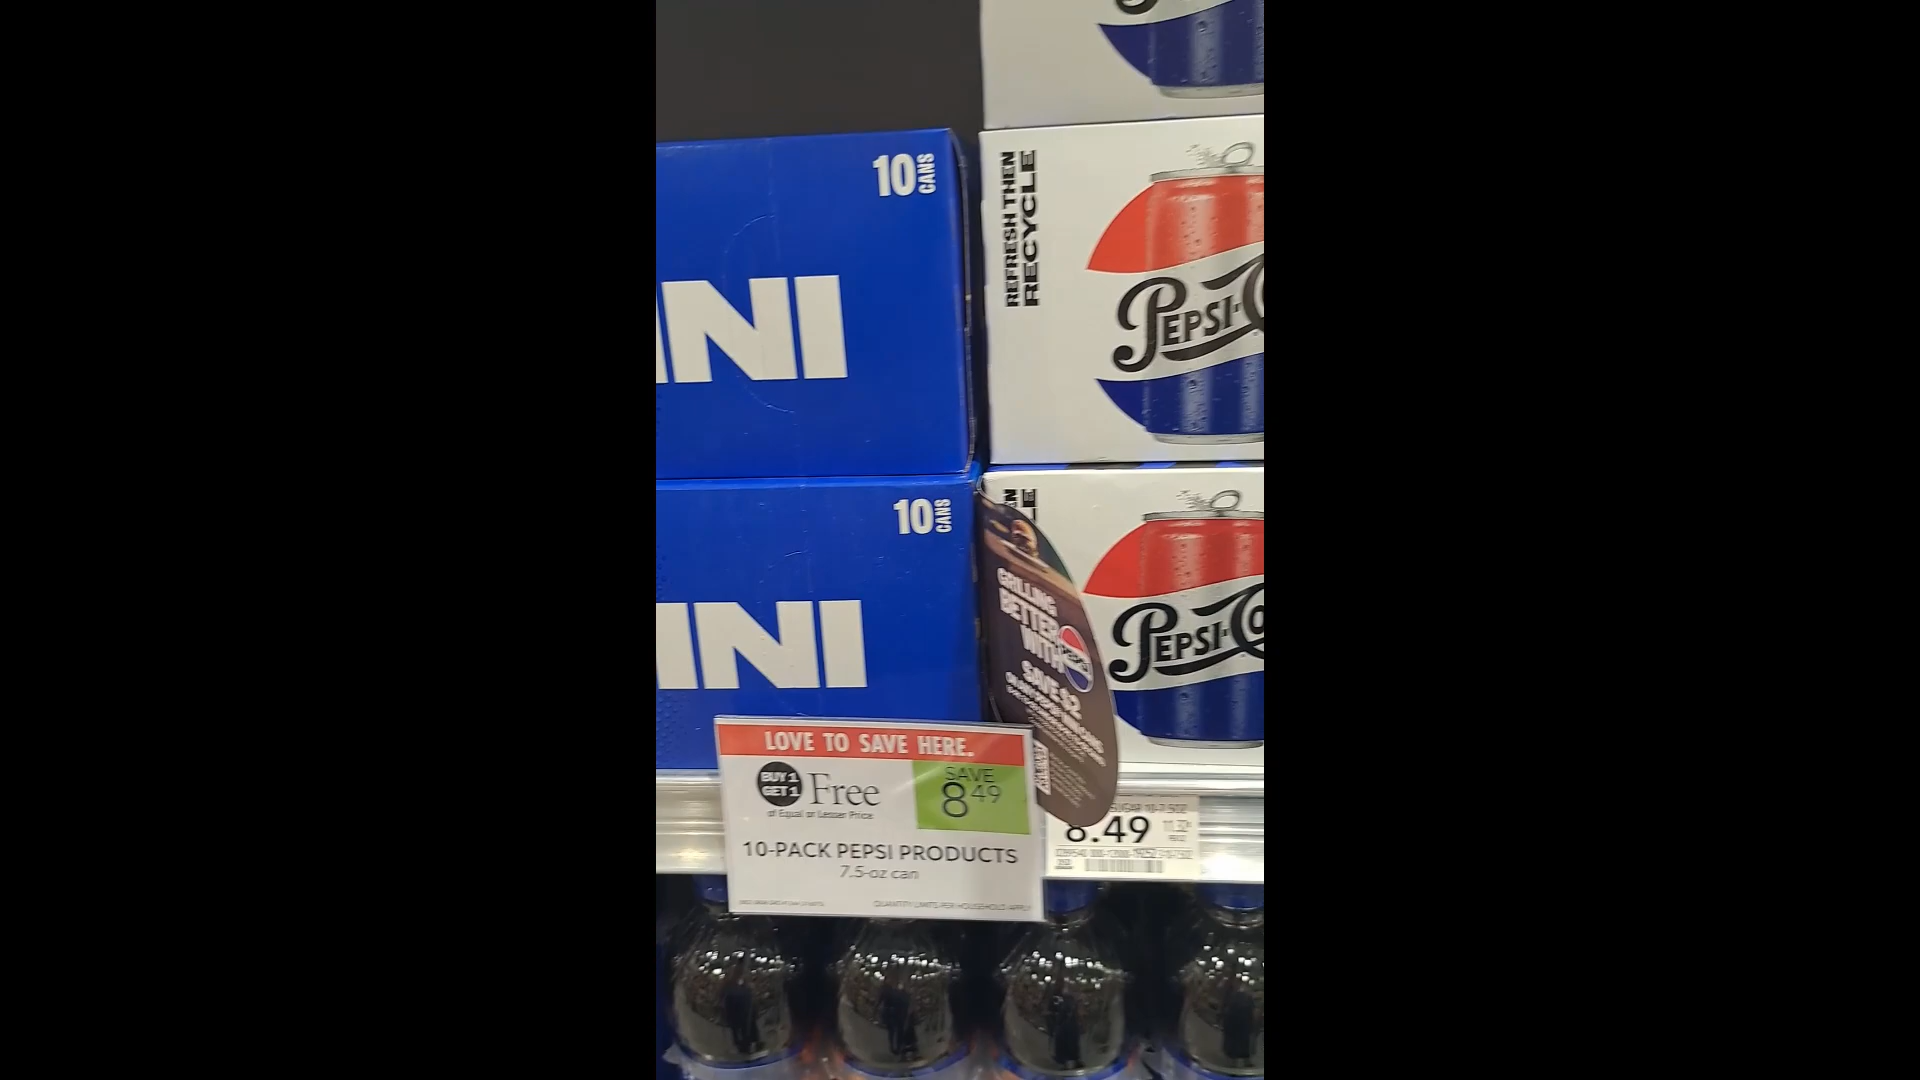 10 CANS
INI
REFRESH THEN
RECYCLE
PEPSI-C
10 CANS
INI
GRILLING
BETTER
WITH
PEPSI
SAVE $2
PEPSI-Co
LOVE TO SAVE HERE.
BUY 1
GET 1
Free
of Equal or Lesser Price
SAVE
8 49
10-PACK PEPSI PRODUCTS
7.5-oz can
QUANTITY LIMITS PER HOUSEHOLD APPLY
8.49